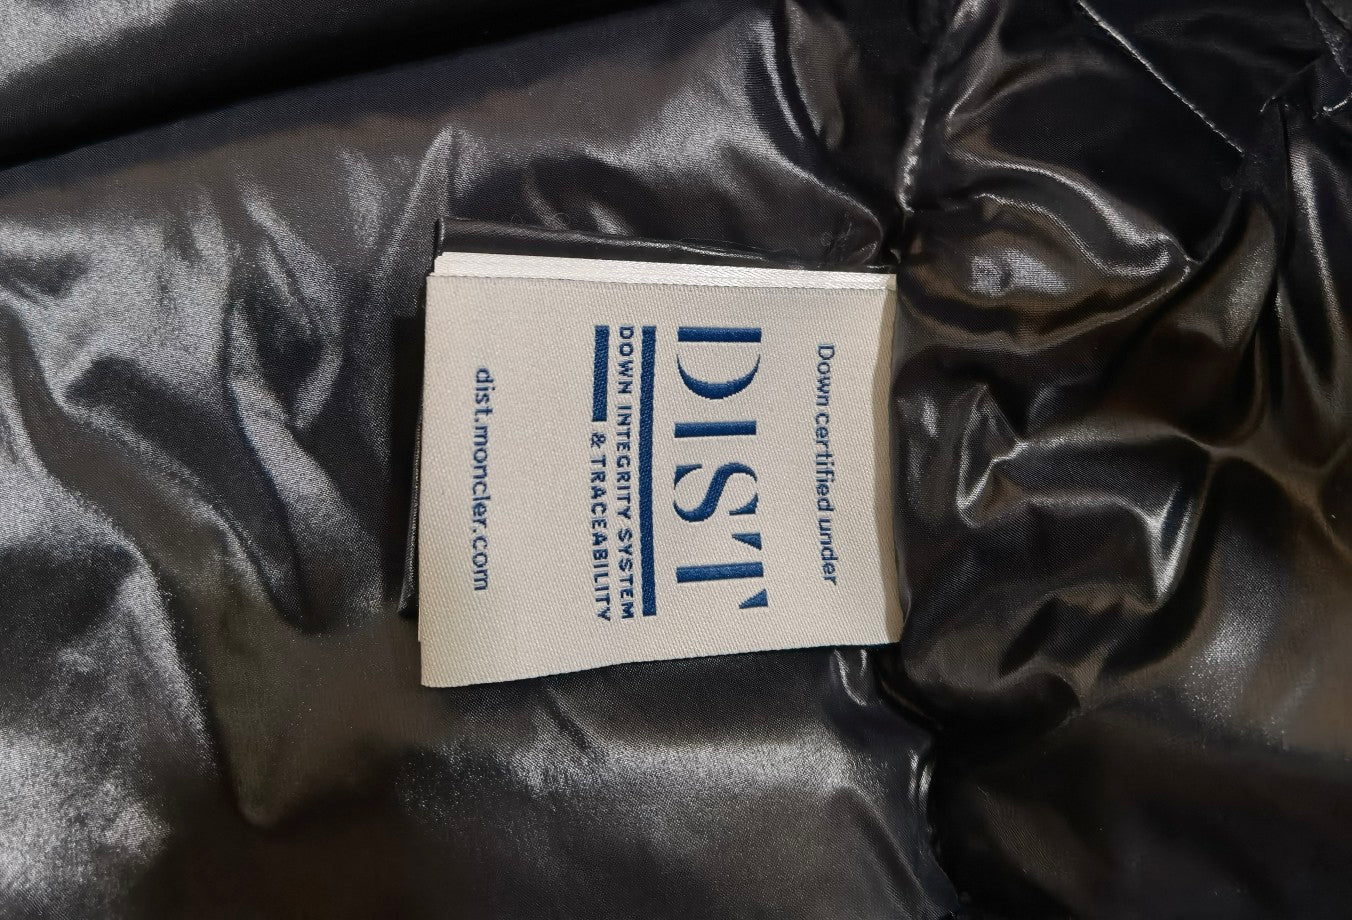 Down certified under
DIST
DOWN INTEGRITY SYSTEM
& TRACEABILITY
dist.moncler.com